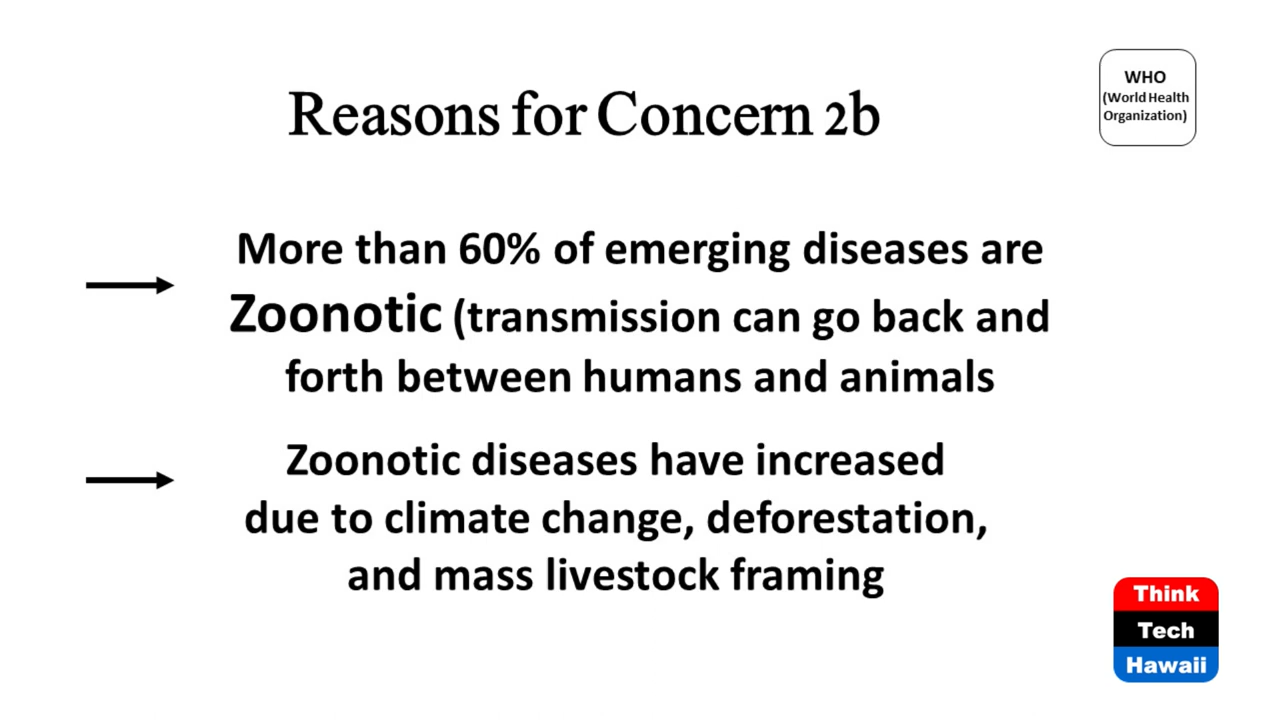 Reasons for Concern 2b
WHO
(World Health
Organization)
More than 60% of emerging diseases are
Zoonotic (transmission can go back and
forth between humans and animals
Zoonotic diseases have increased
due to climate change, deforestation,
and mass livestock framing
Think
Tech
Hawaii